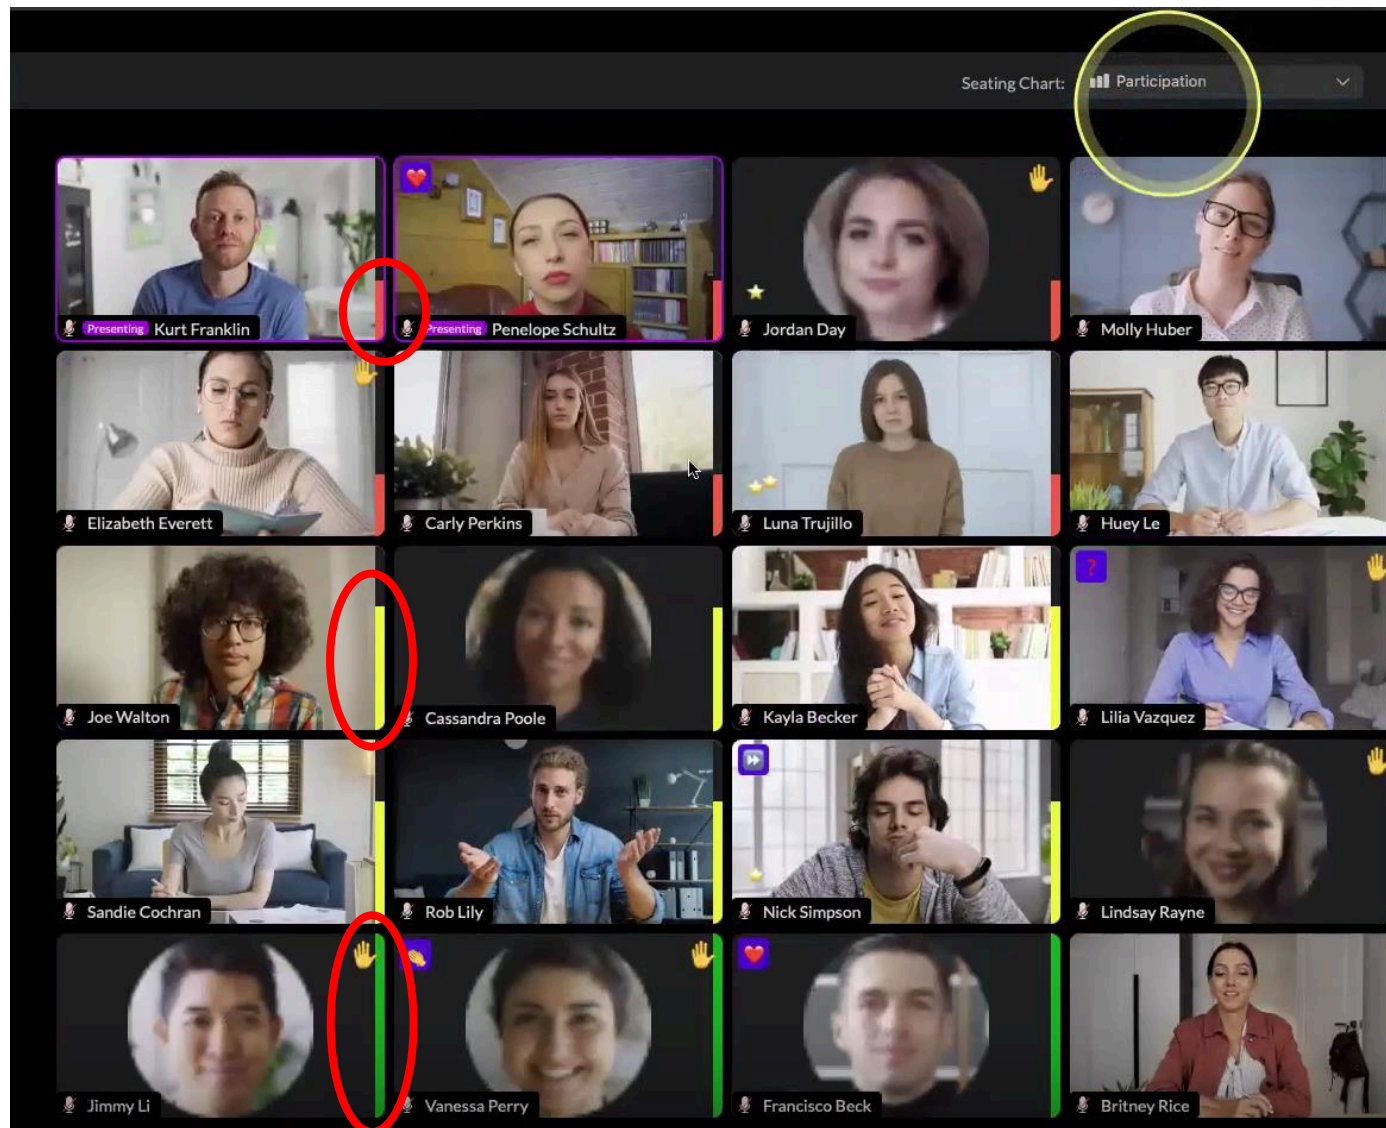 Seating Chart: Participation
Presenting Kurt Franklin
Presenting Penelope Schultz
Jordan Day
Molly Huber
Elizabeth Everett
Carly Perkins
Luna Trujillo
Huey Le
Joe Walton
Cassandra Poole
Kayla Becker
Lilia Vazquez
Sandie Cochran
Rob Lily
Nick Simpson
Lindsay Rayne
Jimmy Li
Vanessa Perry
Francisco Beck
Britney Rice